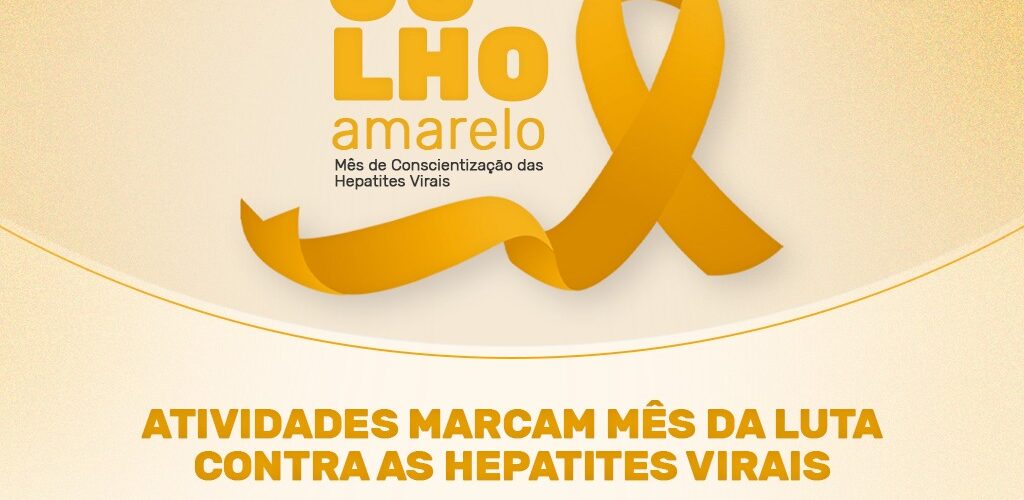 LHO
amarelo
Mês de Conscientização das
Hepatites Virais
ATIVIDADES MARCAM MÊS DA LUTA
CONTRA AS HEPATITES VIRAIS